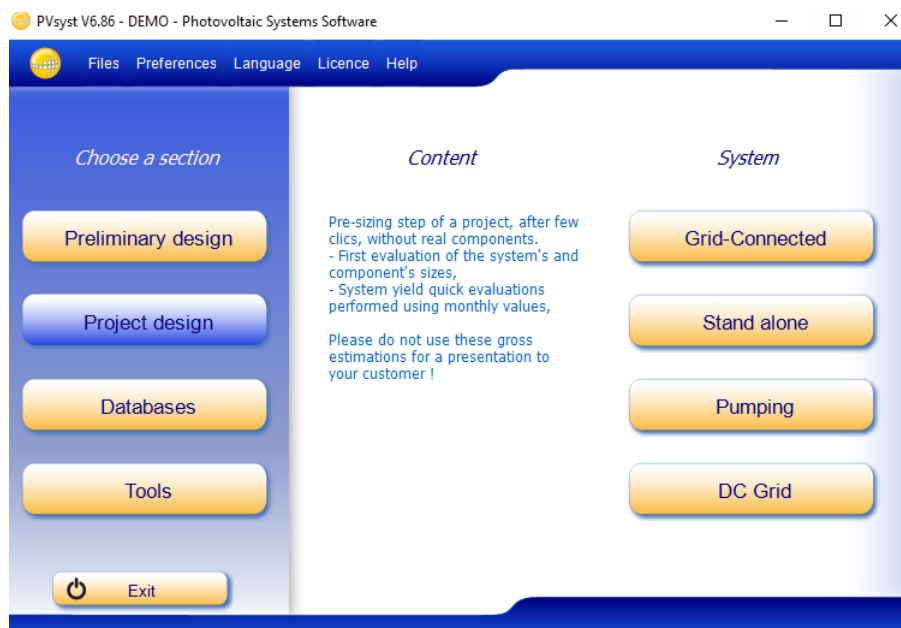 PVsyst V6.86 - DEMO - Photovoltaic Systems Software
Files Preferences Language Licence Help
Choose a section
Preliminary design
Project design
Databases
Tools
Exit
Content
Pre-sizing step of a project, after few
clics, without real components.
- First evaluation of the system's and
component's sizes,
- System yield quick evaluations
performed using monthly values,
Please do not use these gross
estimations for a presentation to
your customer !
System
Grid-Connected
Stand alone
Pumping
DC Grid